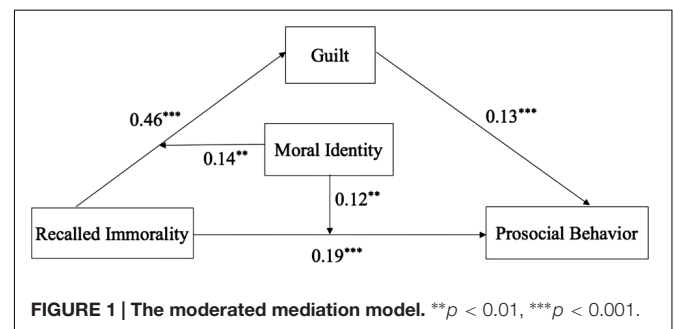 Guilt
0.46***
0.13***
Moral Identity
0.14**
0.12**
Recalled Immorality
Prosocial Behavior
0.19***
FIGURE 1 | The moderated mediation model. **p < 0.01, ***p < 0.001.